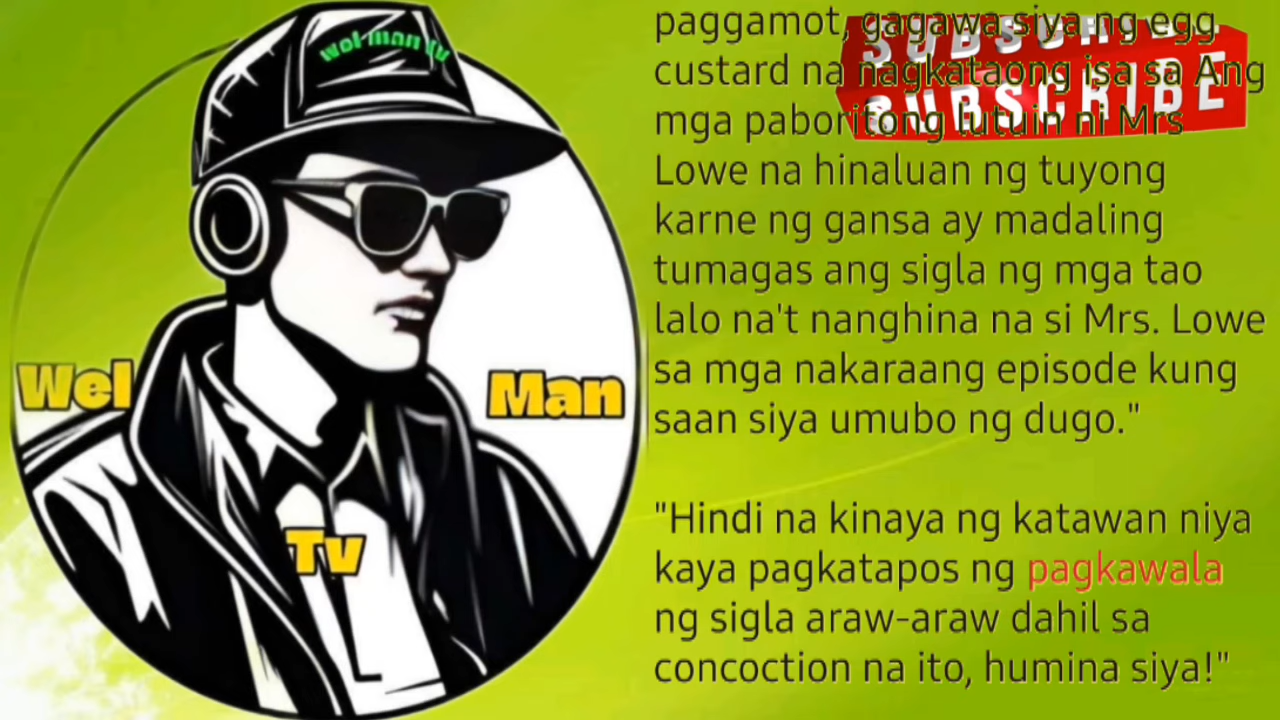 wel man tv
Wel
Man
Tv
SUBSCRIBE
SUBSCRIBE
paggamot, gagawa siya ng egg
custard na nagkataong isa sa Ang
mga paboritong lutuin ni Mrs
Lowe na hinaluan ng tuyong
karne ng gansa ay madaling
tumagas ang sigla ng mga tao
lalo na't nanghina na si Mrs. Lowe
sa mga nakaraang episode kung
saan siya umubo ng dugo."
"Hindi na kinaya ng katawan niya
kaya pagkatapos ng pagkawala
ng sigla araw-araw dahil sa
concoction na ito, humina siya!"